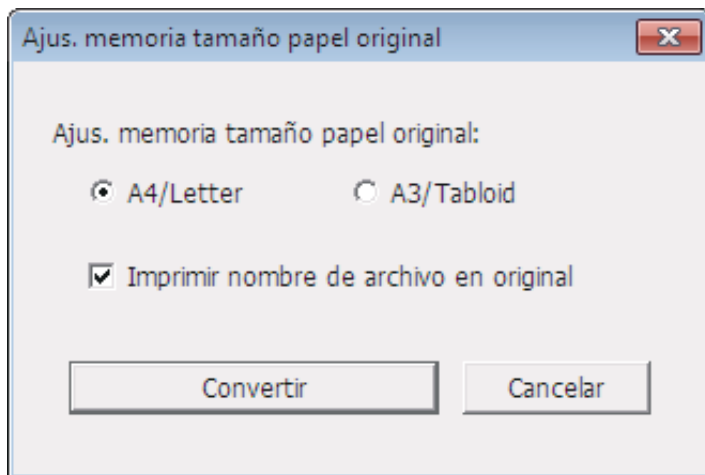 Ajus. memoria tamaño papel original
Ajus. memoria tamaño papel original:
A4/Letter A3/Tabloid
Imprimir nombre de archivo en original
Convertir Cancelar